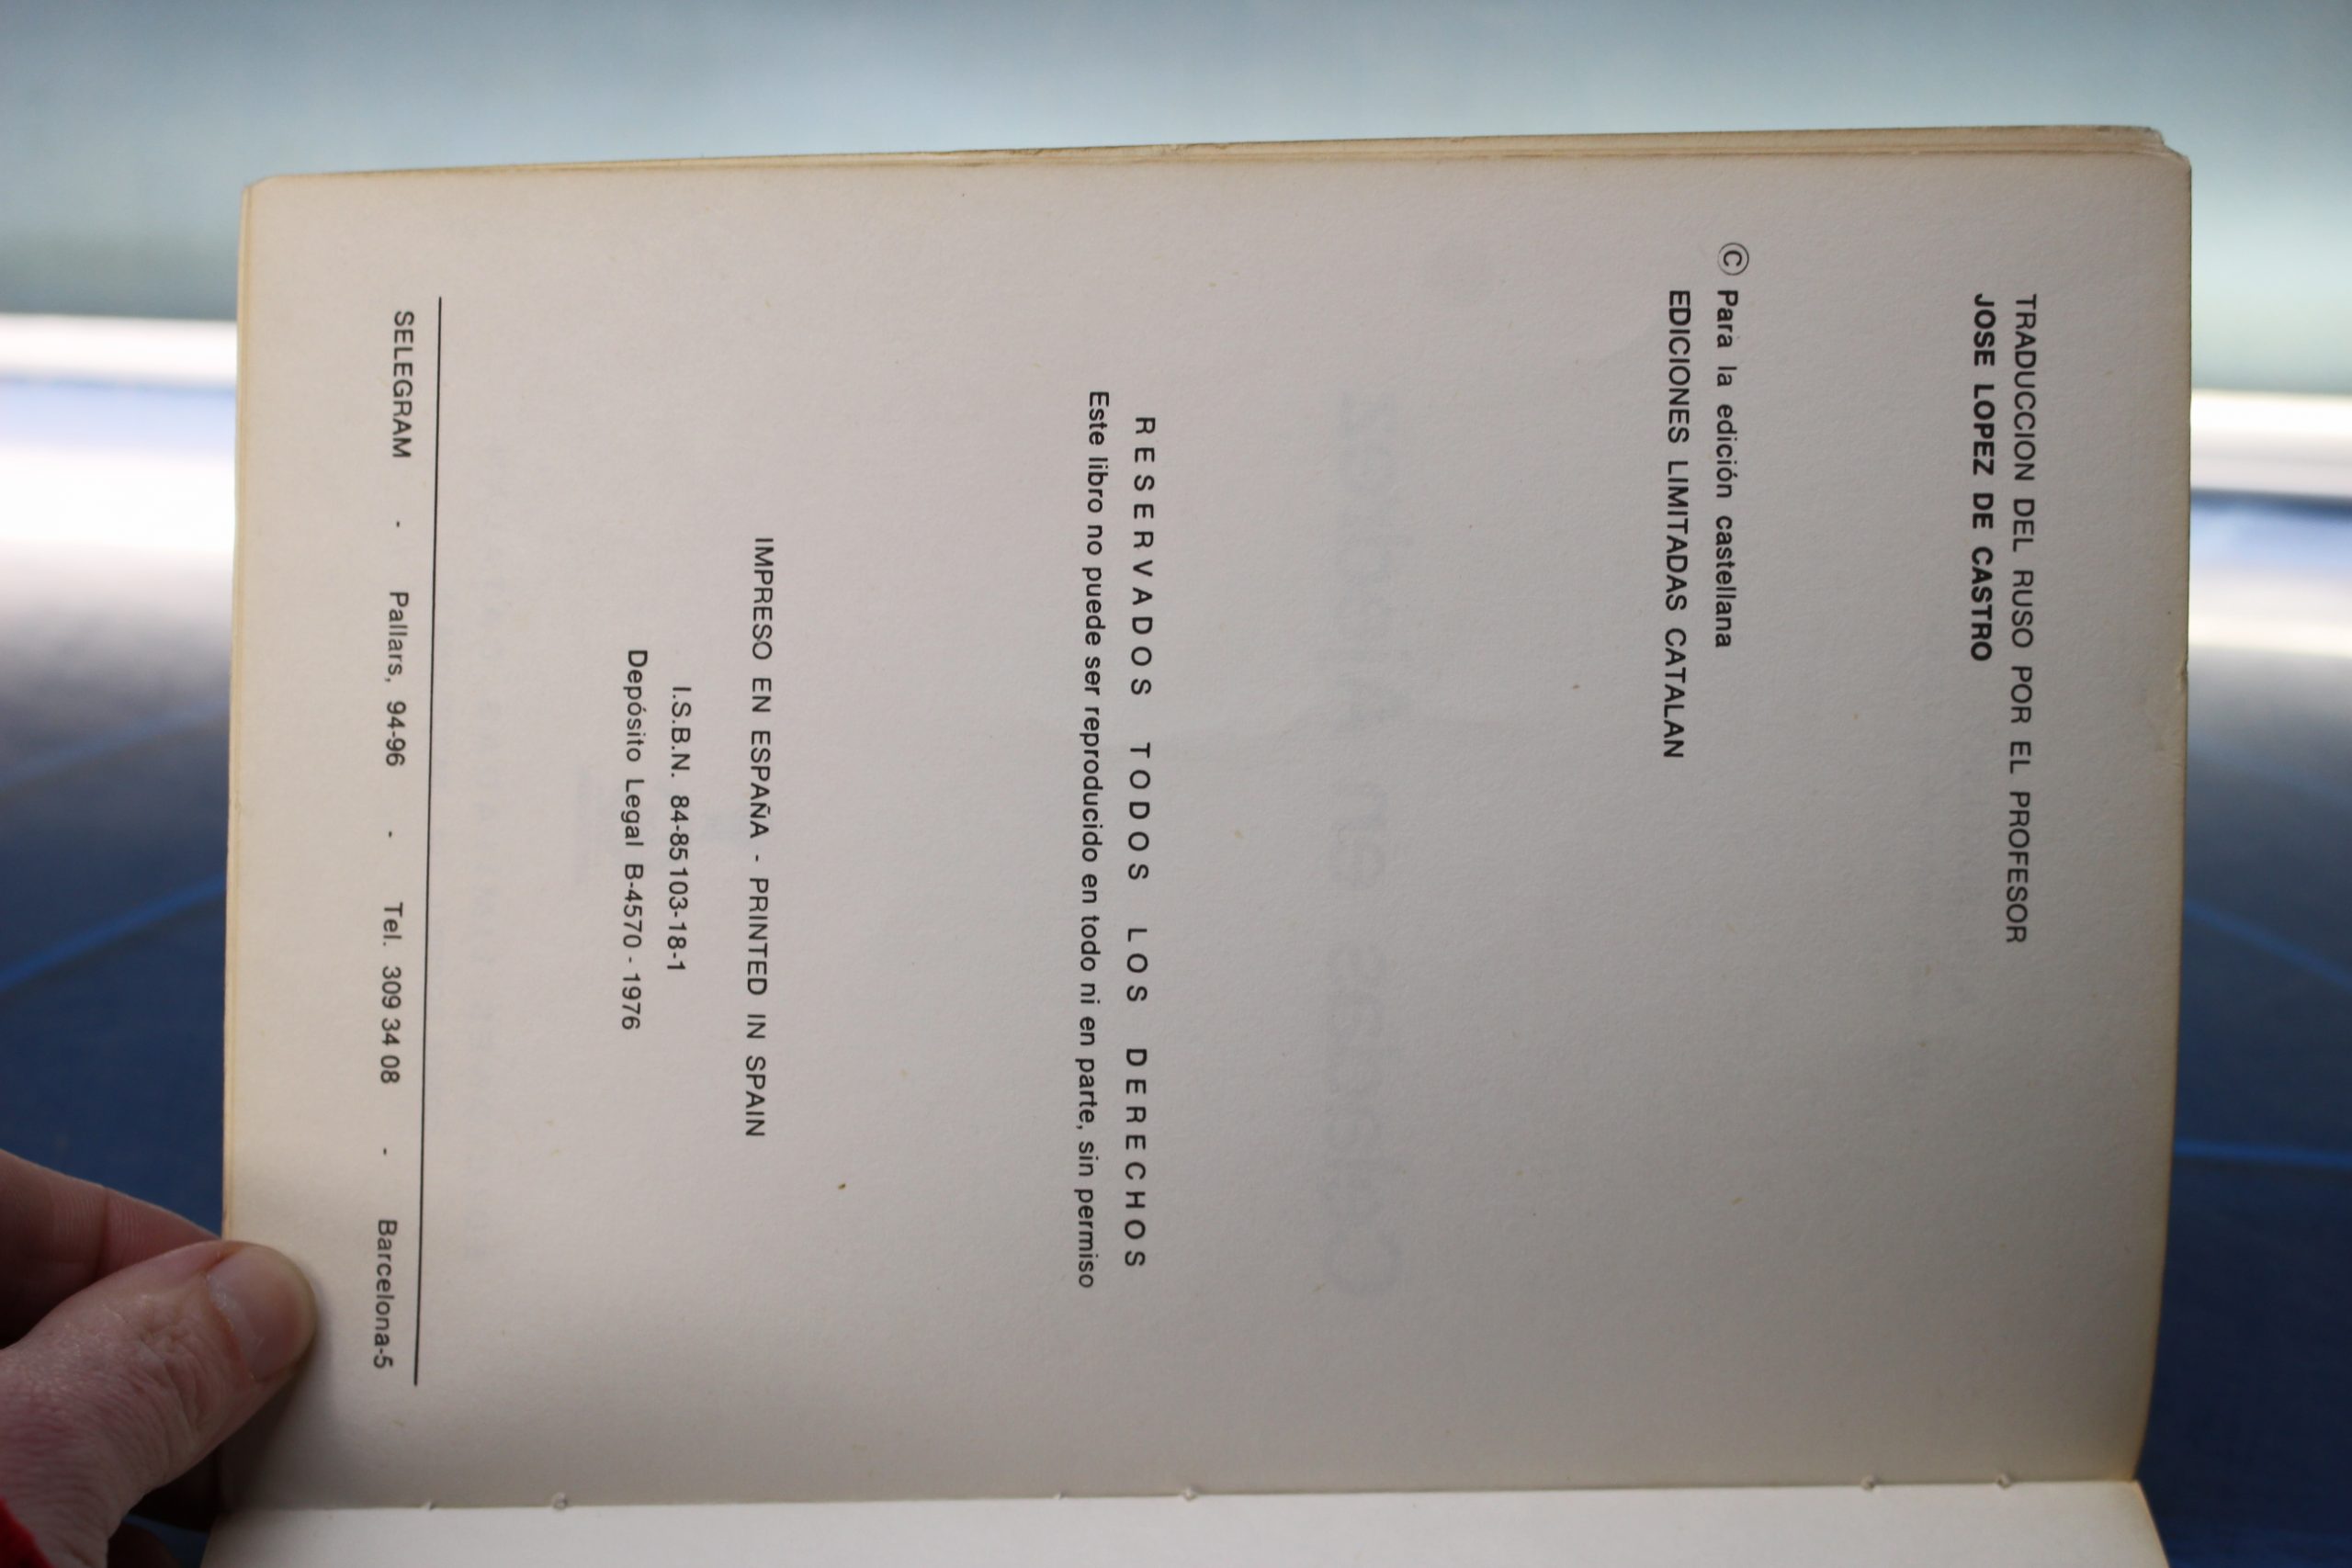 TRADUCCION DEL RUSO POR EL PROFESOR
JOSE LOPEZ DE CASTRO
© Para la edición castellana
EDICIONES LIMITADAS CATALAN
RESERVADOS TODOS LOS DERECHOS
Este libro no puede ser reproducido en todo ni en parte, sin permiso
IMPRESO EN ESPAÑA - PRINTED IN SPAIN
I.S.B.N. 84-85103-18-1
Depósito Legal B-4570 - 1976
SELEGRAM - Pallars, 94-96 - Tel. 309 34 08 - Barcelona-5